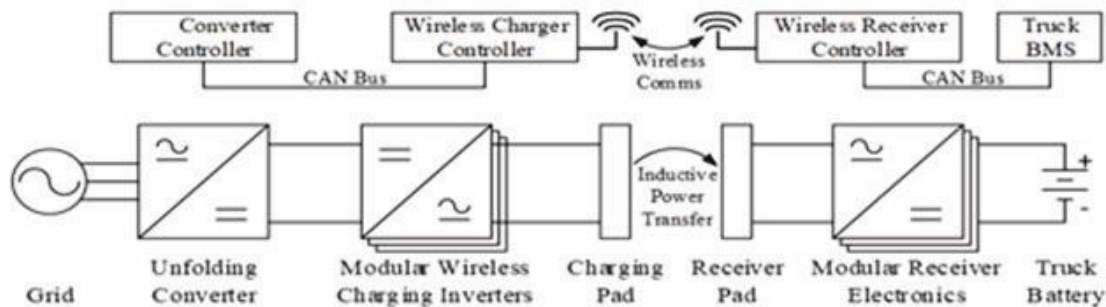 Converter
Controller
Wireless Charger
Controller
Wireless
Comms
Wireless Receiver
Controller
Truck
BMS
CAN Bus
CAN Bus
Inductive
Power
Transfer
+
-
Grid
Unfolding
Converter
Modular Wireless
Charging Inverters
Charging
Pad
Receiver
Pad
Modular Receiver
Electronics
Truck
Battery